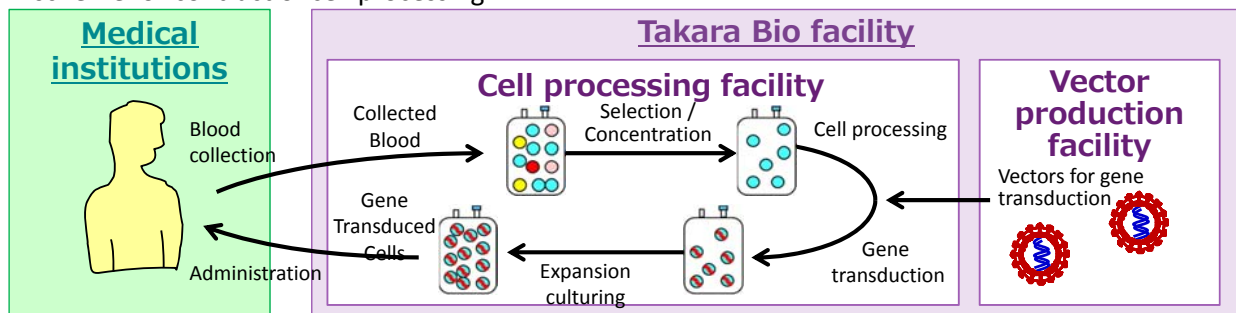 Medical
institutions
Takara Bio facility
Cell processing facility
Vector
production
facility
Blood
collection
Collected
Blood
Selection /
Concentration
Cell processing
Vectors for gene
transduction
Gene
transduction
Expansion
culturing
Gene
Transduced
Cells
Administration